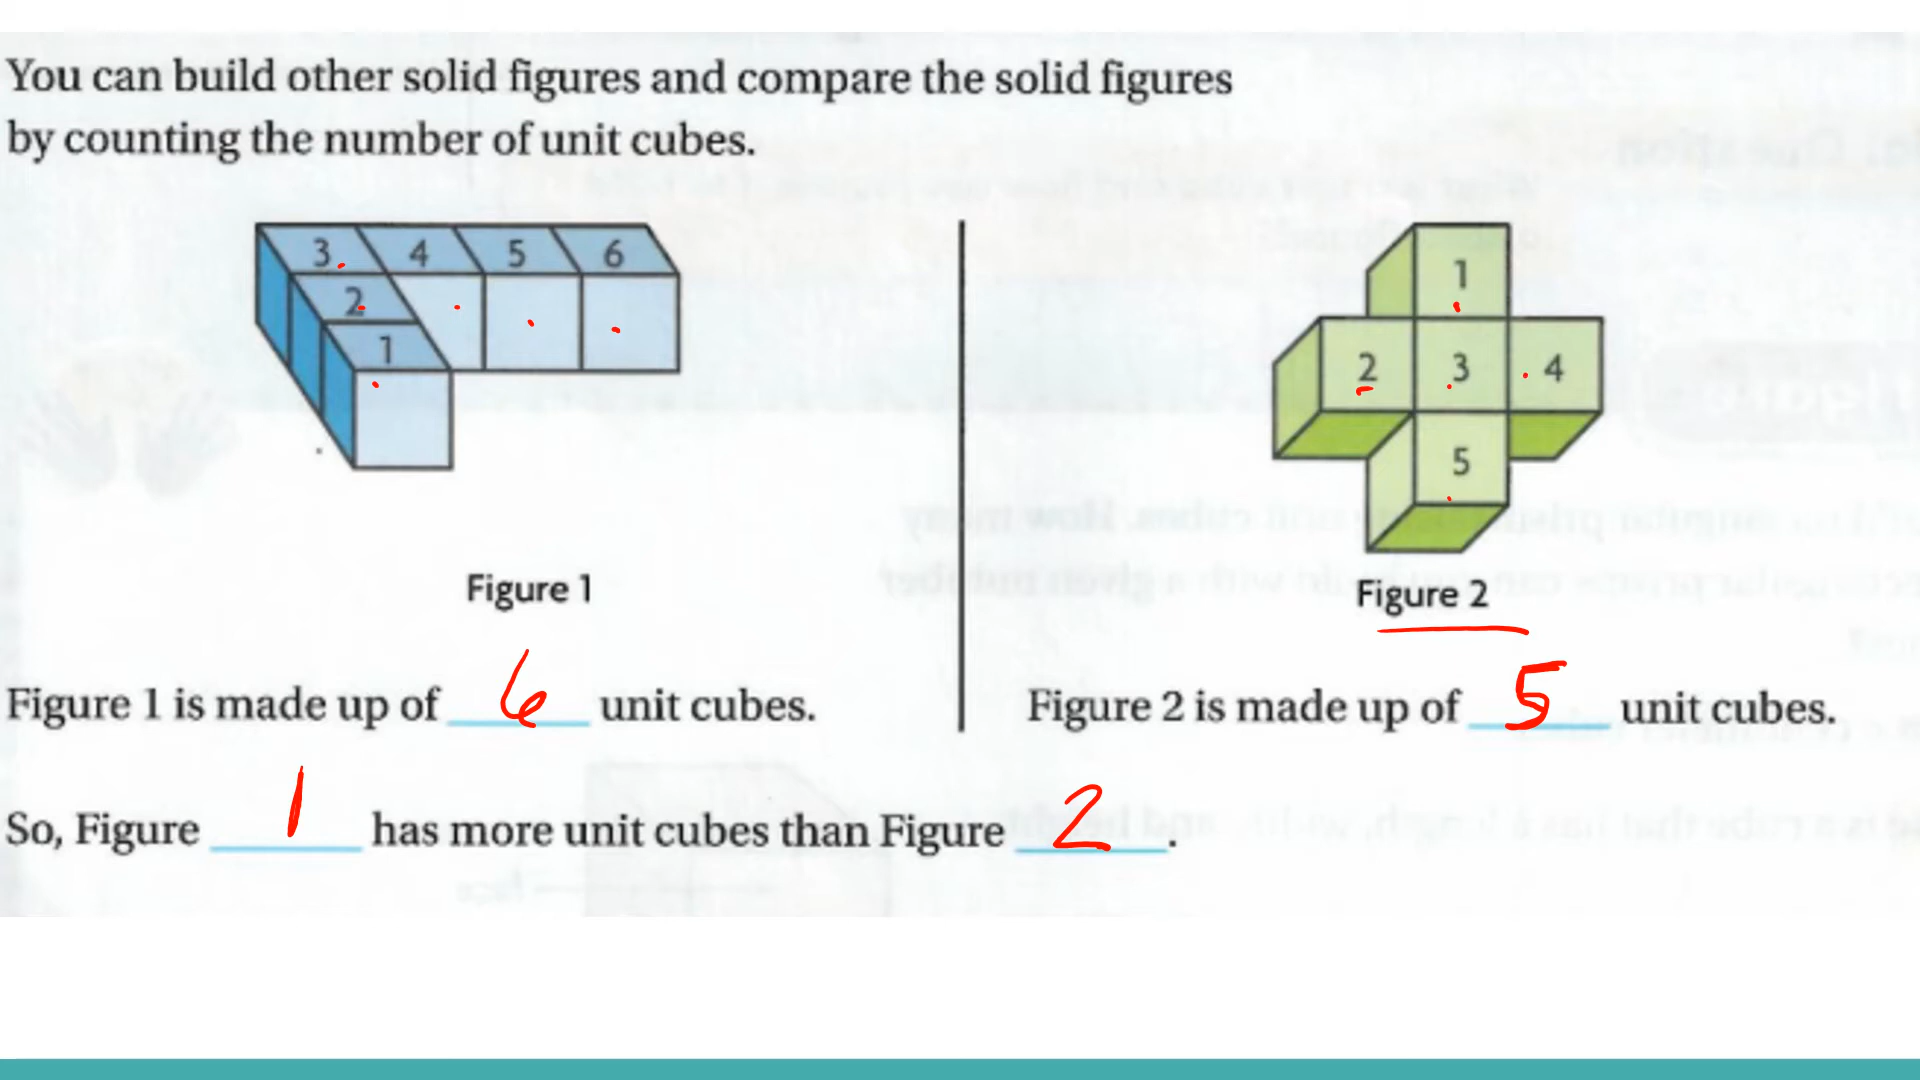 You can build other solid figures and compare the solid figures
by counting the number of unit cubes.
3 4 5 6
2
1
Figure 1
1
2 3 4
5
Figure 2
Figure 1 is made up of 6 unit cubes.
Figure 2 is made up of 5 unit cubes.
So, Figure 1 has more unit cubes than Figure 2.